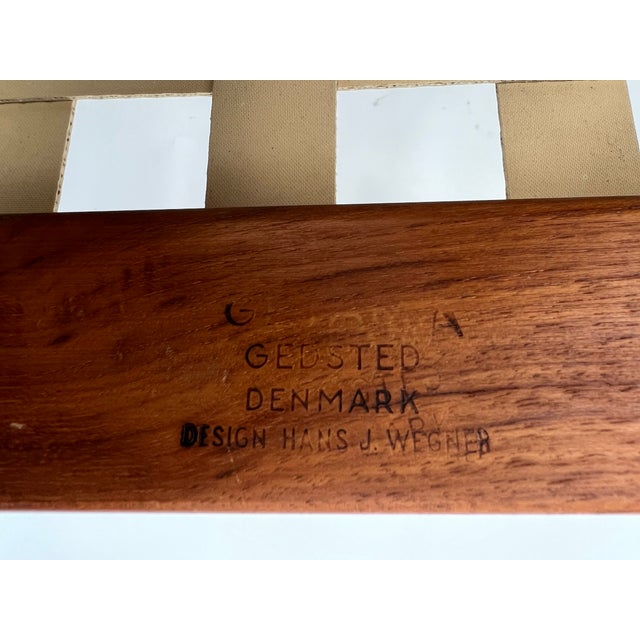 GEDSTED
DENMARK
DESIGN HANS J. WEGNER